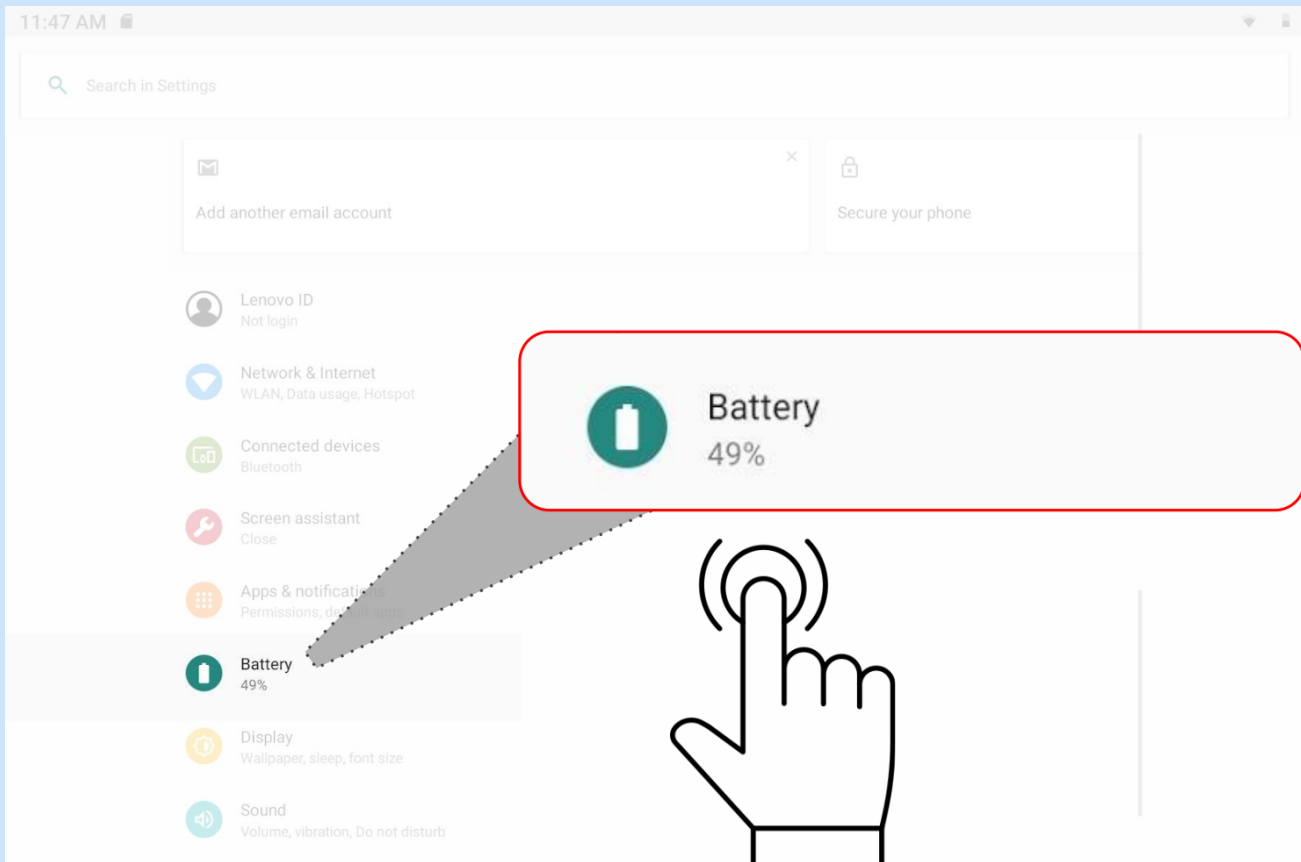 11:47 AM
Search in Settings
Add another email account
Secure your phone
Lenovo ID
Not login
Network & Internet
WLAN, Data usage, Hotspot
Connected devices
Bluetooth
Screen assistant
Close
Apps & notifications
Permissions, default apps
Battery
49%
Battery
49%
Display
Wallpaper, sleep, font size
Sound
Volume, vibration, Do not disturb